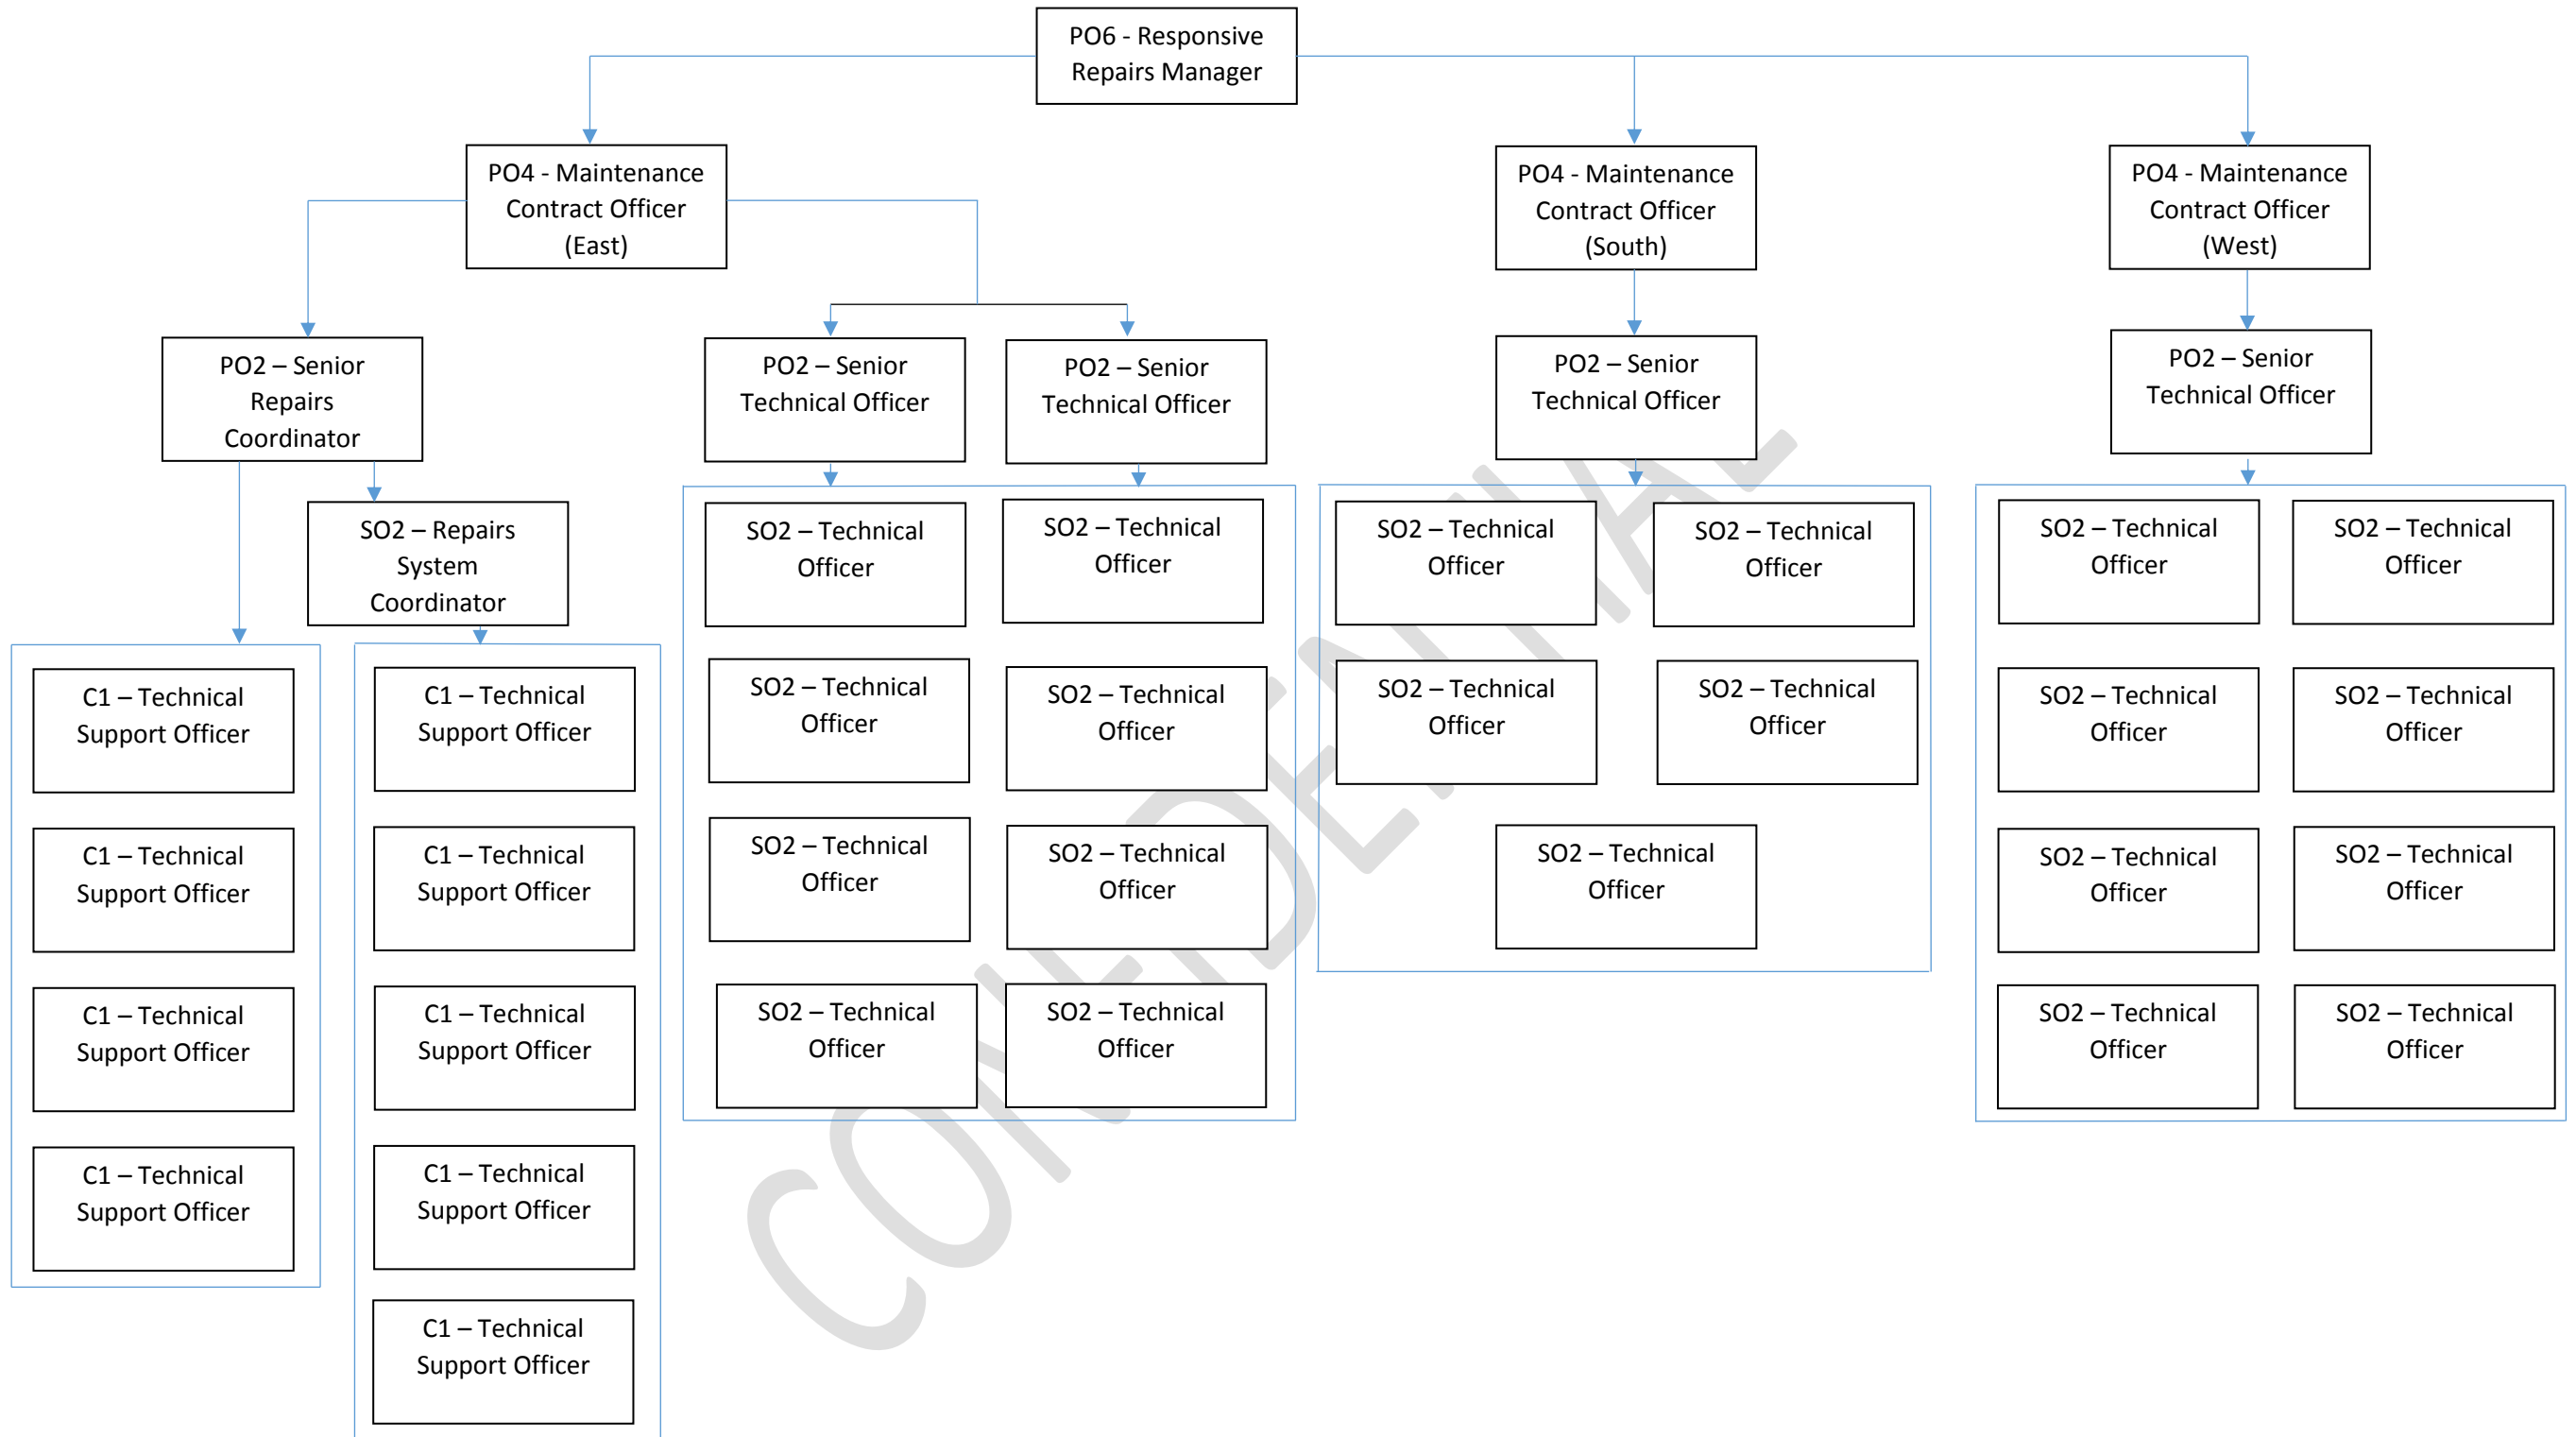 PO6 - Responsive
Repairs Manager
PO4 - Maintenance
Contract Officer
(East)
PO4 - Maintenance
Contract Officer
(South)
PO4 - Maintenance
Contract Officer
(West)
PO2 – Senior
Repairs
Coordinator
PO2 – Senior
Technical Officer
PO2 – Senior
Technical Officer
PO2 – Senior
Technical Officer
PO2 – Senior
Technical Officer
SO2 – Repairs
System
Coordinator
C1 – Technical
Support Officer
C1 – Technical
Support Officer
C1 – Technical
Support Officer
C1 – Technical
Support Officer
C1 – Technical
Support Officer
C1 – Technical
Support Officer
C1 – Technical
Support Officer
C1 – Technical
Support Officer
C1 – Technical
Support Officer
SO2 – Technical
Officer
SO2 – Technical
Officer
SO2 – Technical
Officer
SO2 – Technical
Officer
SO2 – Technical
Officer
SO2 – Technical
Officer
SO2 – Technical
Officer
SO2 – Technical
Officer
SO2 – Technical
Officer
SO2 – Technical
Officer
SO2 – Technical
Officer
SO2 – Technical
Officer
SO2 – Technical
Officer
SO2 – Technical
Officer
SO2 – Technical
Officer
SO2 – Technical
Officer
SO2 – Technical
Officer
SO2 – Technical
Officer
SO2 – Technical
Officer
SO2 – Technical
Officer
SO2 – Technical
Officer
CONFIDENTIAL